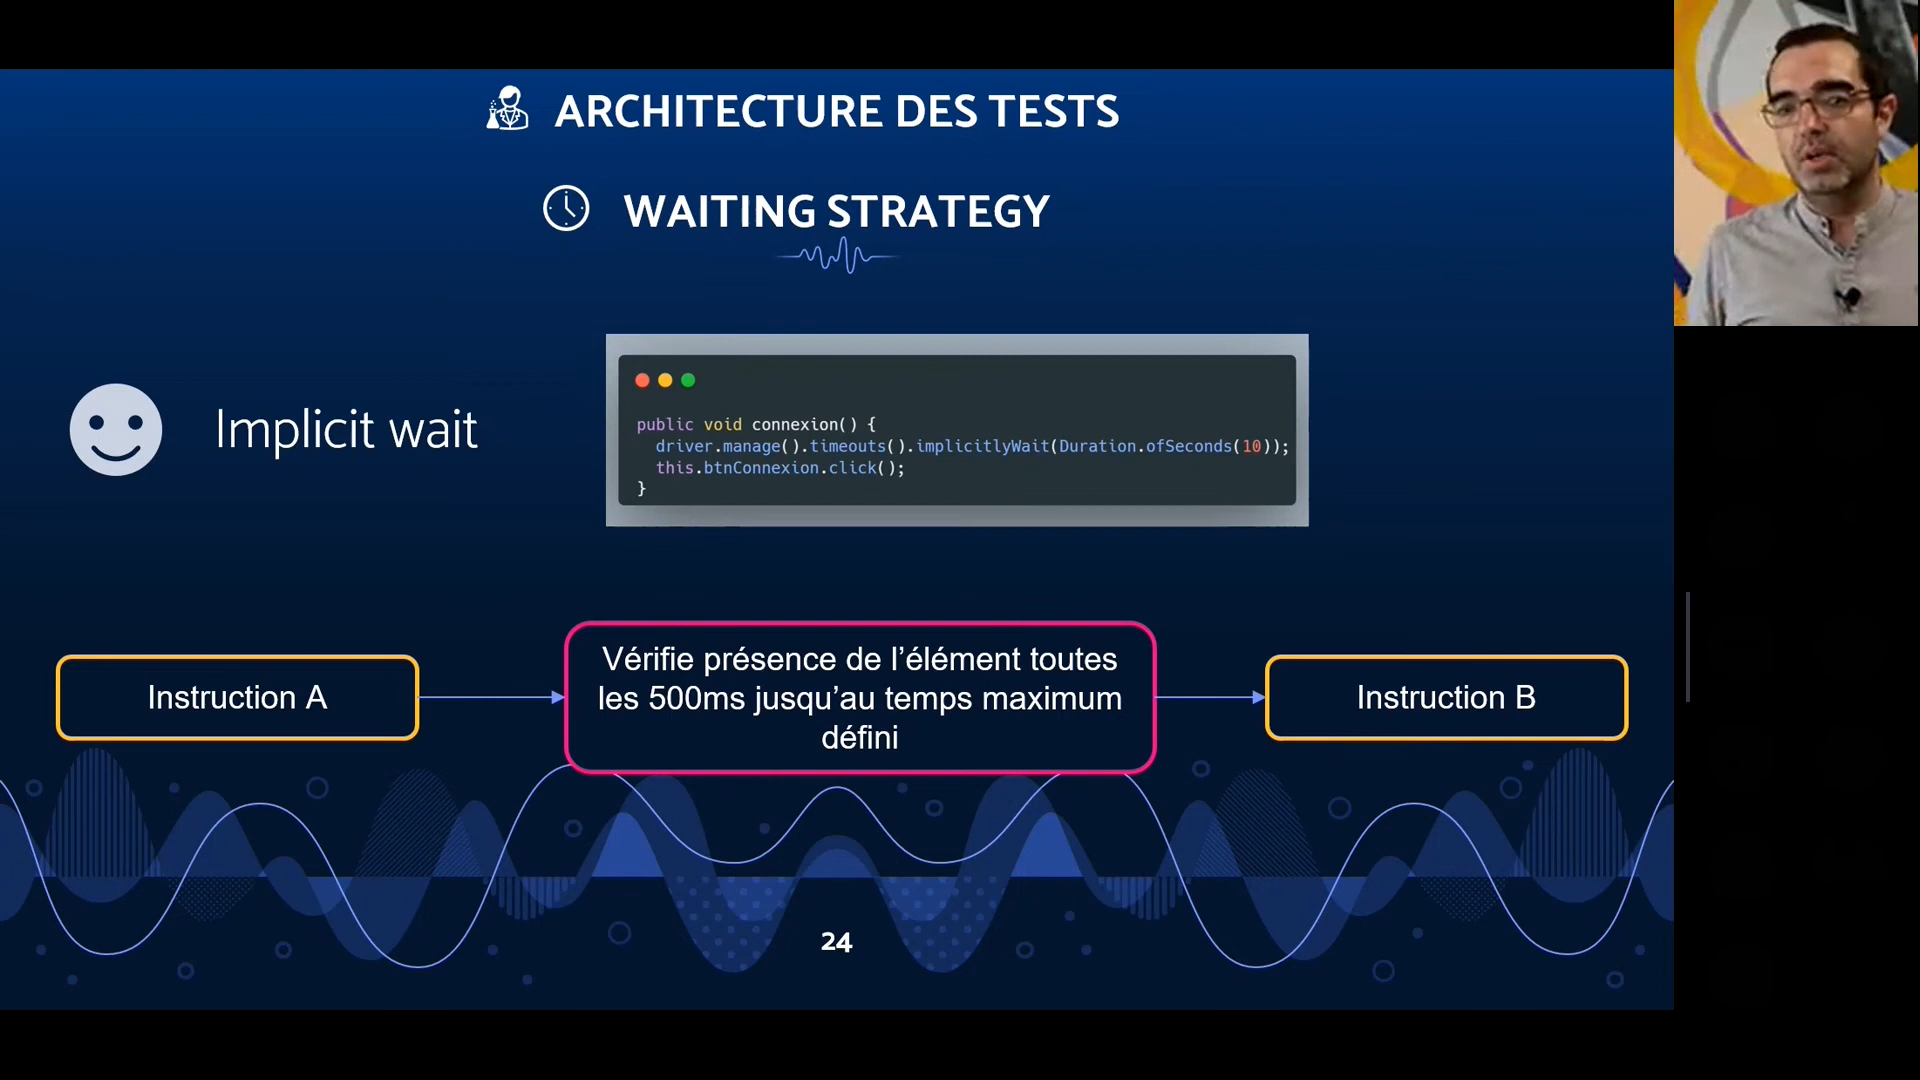 ARCHITECTURE DES TESTS
WAITING STRATEGY
Implicit wait
public void connexion() {
driver.manage().timeouts().implicitlyWait(Duration.ofSeconds(10));
this.btnConnexion.click();
}
Instruction A
Vérifie présence de l’élément toutes
les 500ms jusqu’au temps maximum
défini
Instruction B
24